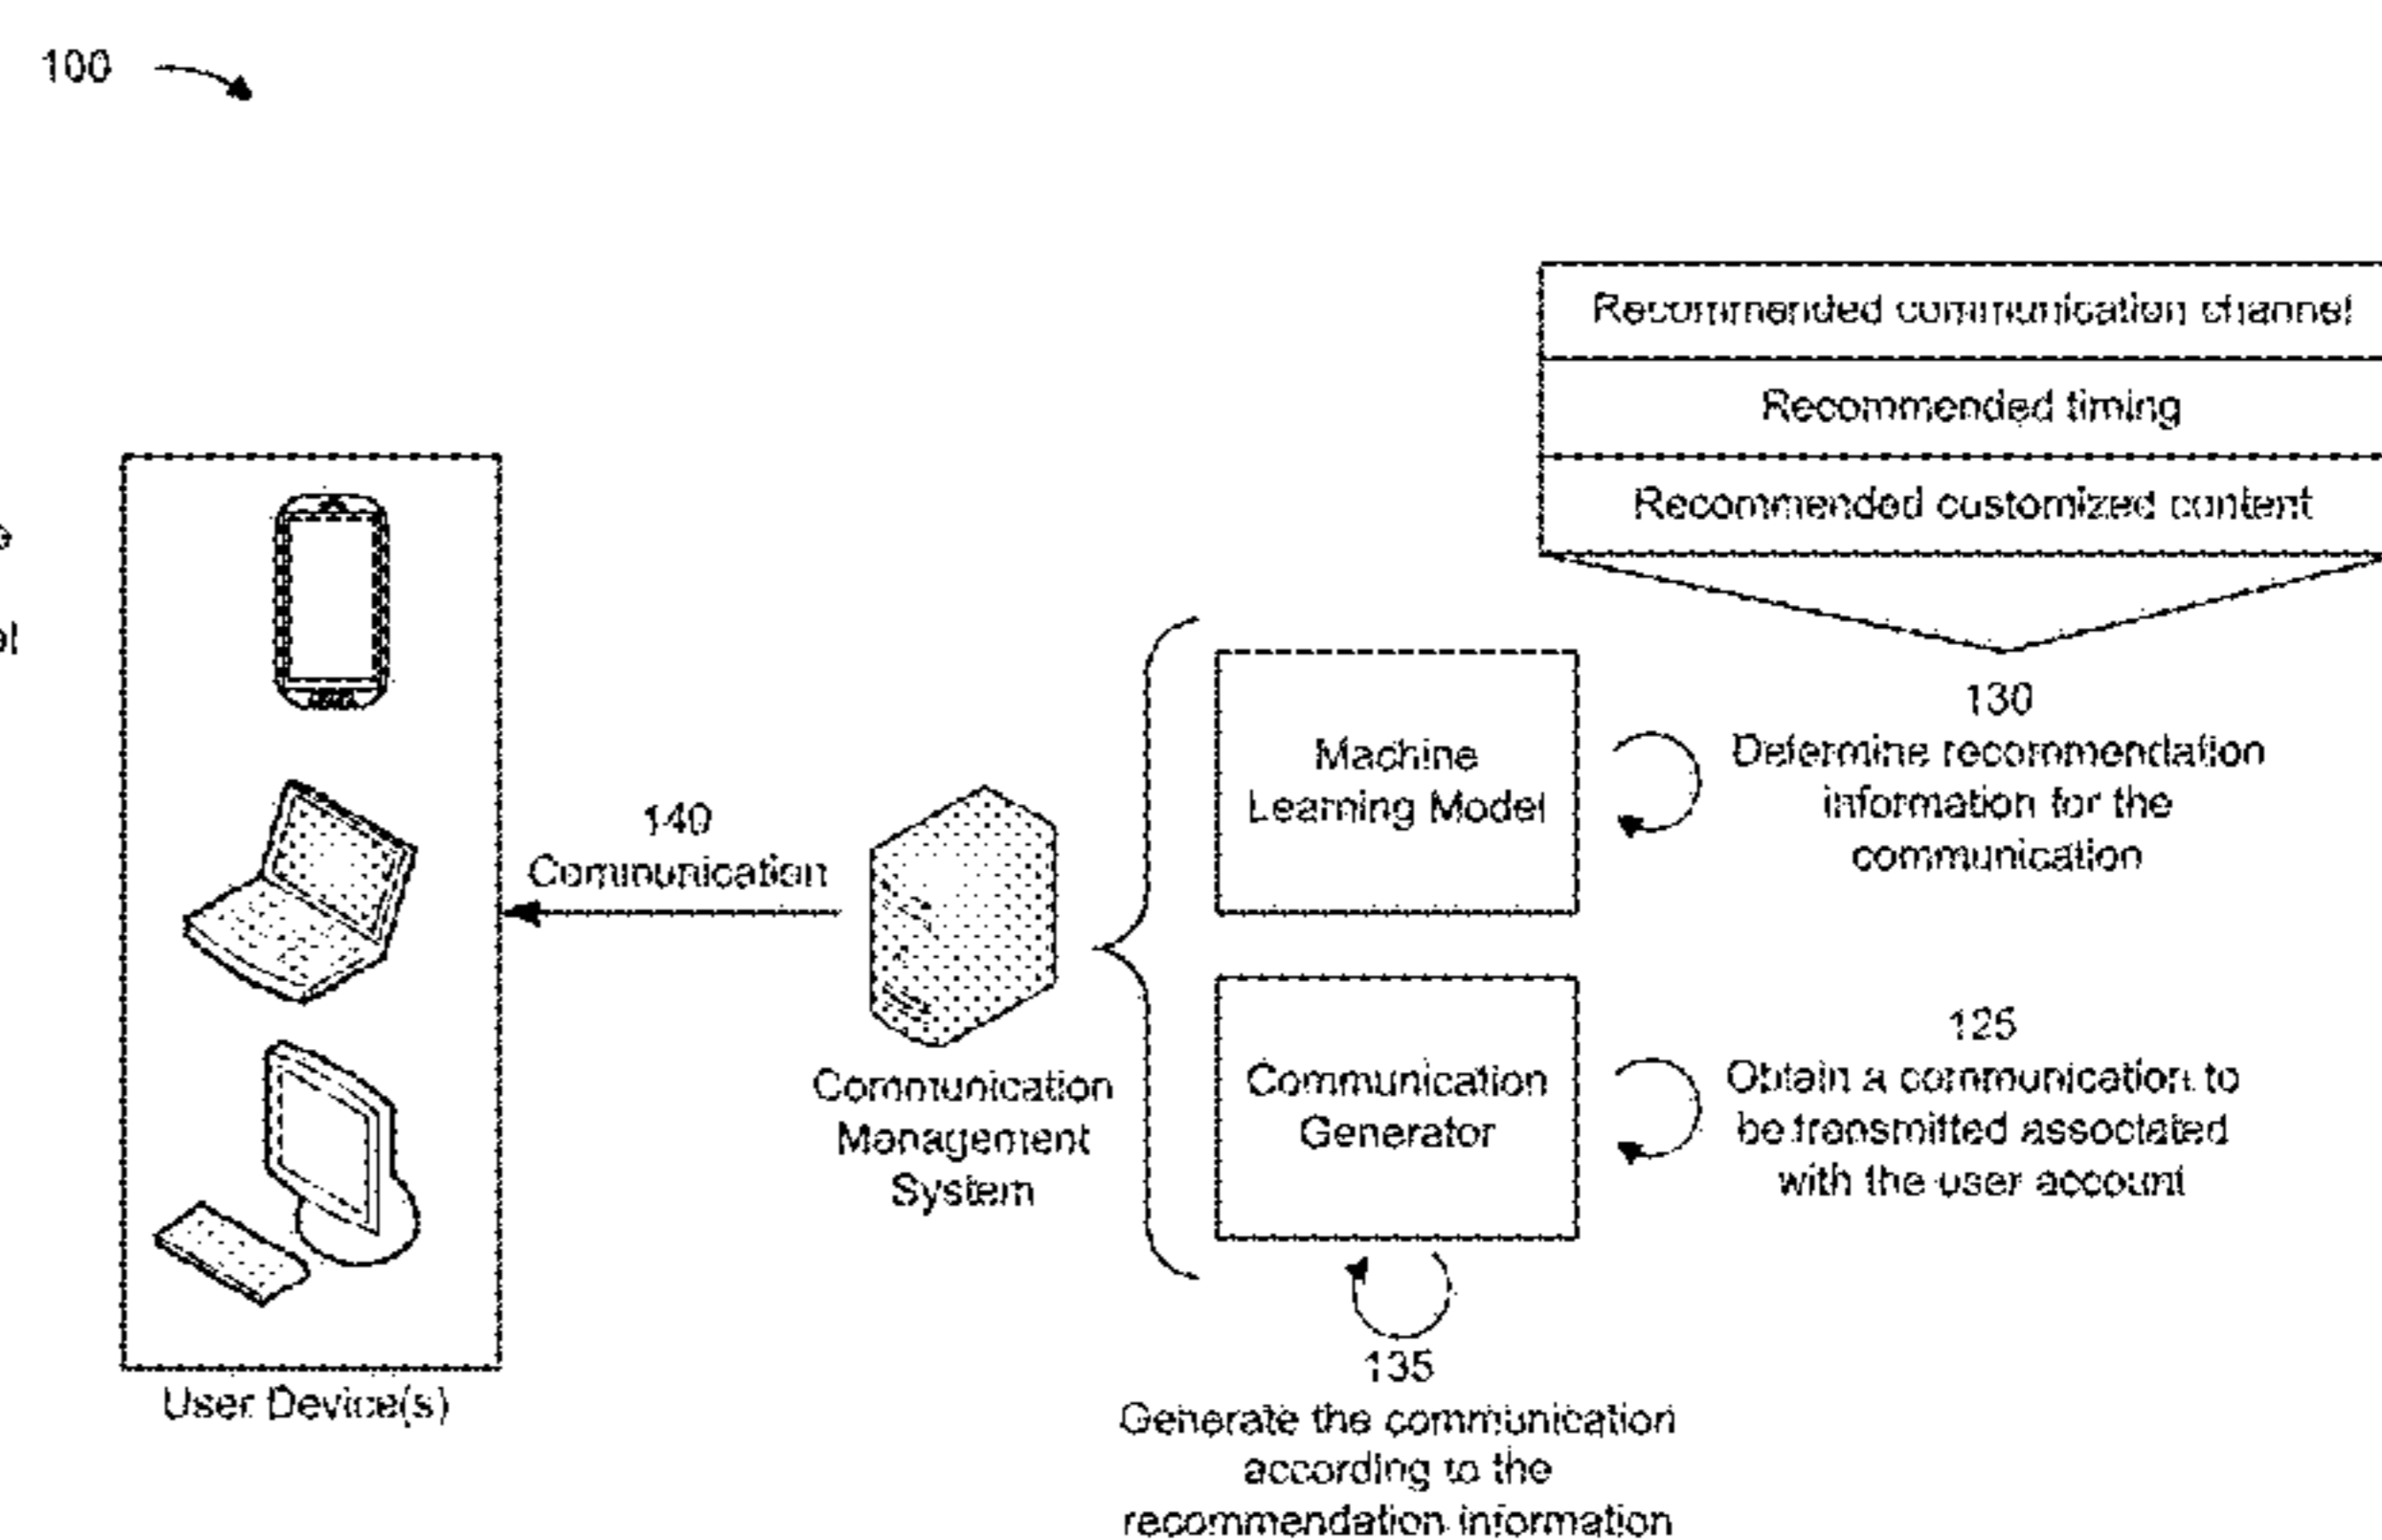 100
Recommended communication channel
Recommended timing
Recommended customized content
130
Determine recommendation
information for the
communication
Machine
Learning Model
140
Communication
Communication
Management
System
Communication
Generator
125
Obtain a communication to
be transmitted associated
with the user account
User Device(s)
135
Generate the communication
according to the
recommendation information